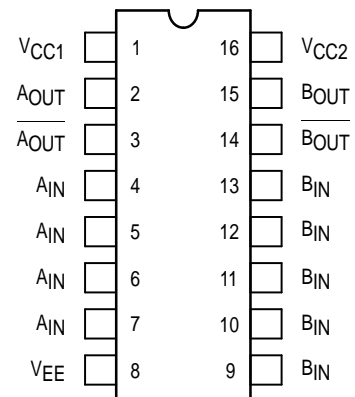 VCC1 1 16 VCC2
AOUT 2 15 BOUT
AOUT 3 14 BOUT
AIN 4 13 BIN
AIN 5 12 BIN
AIN 6 11 BIN
AIN 7 10 BIN
VEE 8 9 BIN